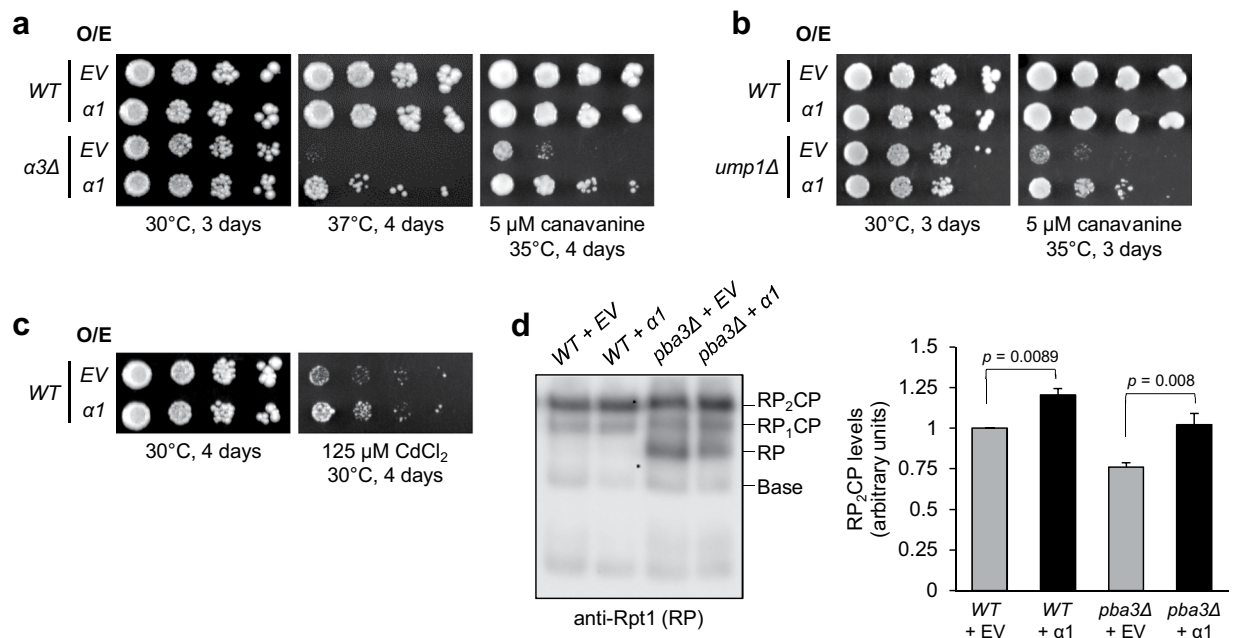 a
O/E
WT
EV
α1
α3Δ
EV
α1
30°C, 3 days
37°C, 4 days
5 µM canavanine
35°C, 4 days
b
O/E
WT
EV
α1
ump1Δ
EV
α1
30°C, 3 days
5 µM canavanine
35°C, 3 days
c
O/E
WT
EV
α1
30°C, 4 days
125 µM CdCl₂
30°C, 4 days
d
WT + EV
WT + α1
pba3Δ + EV
pba3Δ + α1
RP₂CP
RP₁CP
RP
Base
anti-Rpt1 (RP)
RP₂CP levels
(arbitrary units)
1.5
1.25
1
0.75
0.5
0.25
0
p = 0.0089
p = 0.008
WT
+ EV
WT
+ α1
pba3Δ
+ EV
pba3Δ
+ α1